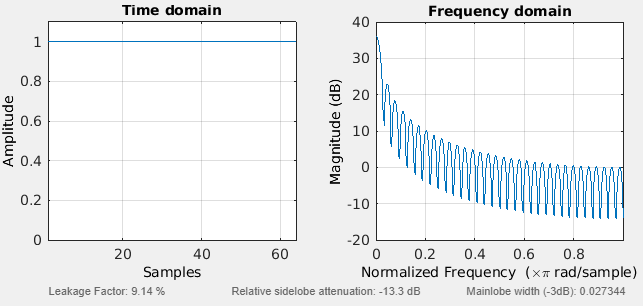 Time domain
Amplitude
1
0.8
0.6
0.4
0.2
0
20
40
60
Samples
Frequency domain
Magnitude (dB)
40
30
20
10
0
-10
-20
0
0.2
0.4
0.6
0.8
Normalized Frequency (×π rad/sample)
Leakage Factor: 9.14 %
Relative sidelobe attenuation: -13.3 dB
Mainlobe width (-3dB): 0.027344